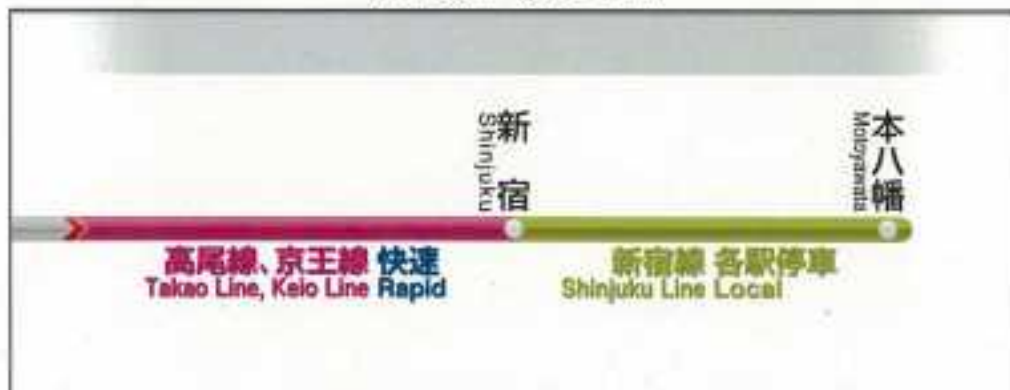 新宿
Shinjuku
本八幡
Motoyawata
高尾線、京王線 快速
Takao Line, Keio Line Rapid
新宿線 各駅停車
Shinjuku Line Local